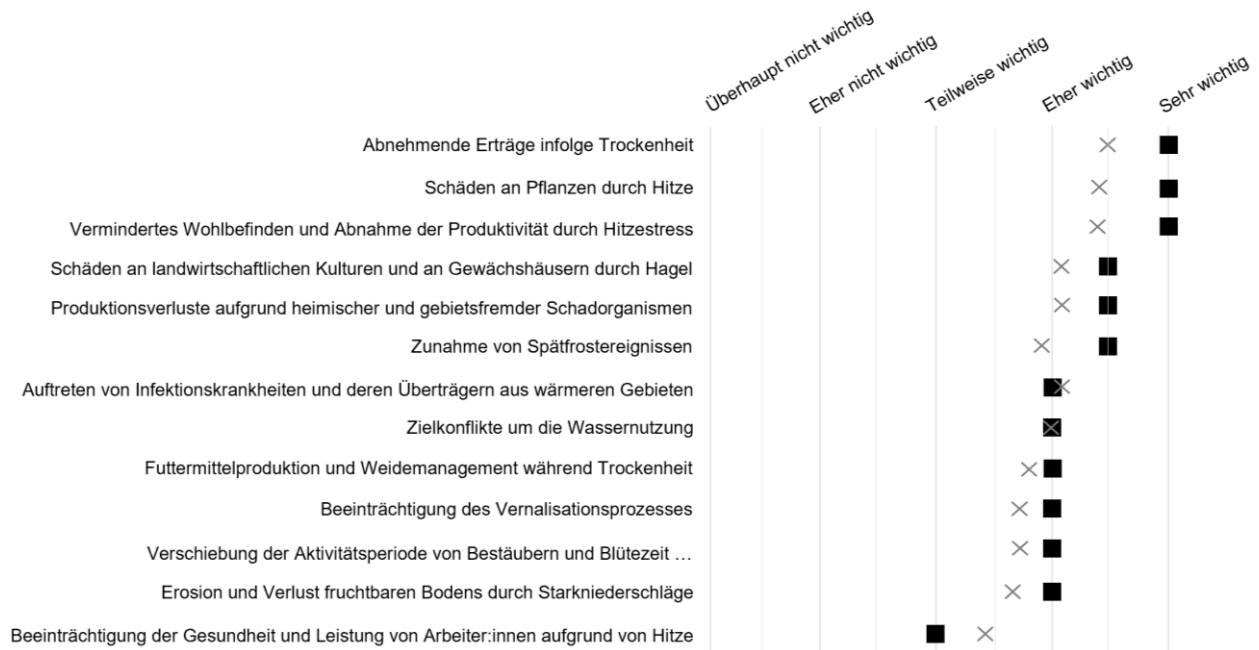 Überhaupt nicht wichtig
Eher nicht wichtig
Teilweise wichtig
Eher wichtig
Sehr wichtig
Abnehmende Erträge infolge Trockenheit
Schäden an Pflanzen durch Hitze
Vermindertes Wohlbefinden und Abnahme der Produktivität durch Hitzestress
Schäden an landwirtschaftlichen Kulturen und an Gewächshäusern durch Hagel
Produktionsverluste aufgrund heimischer und gebietsfremder Schadorganismen
Zunahme von Spätfrostereignissen
Auftreten von Infektionskrankheiten und deren Überträgern aus wärmeren Gebieten
Zielkonflikte um die Wassernutzung
Futtermittelproduktion und Weidemanagement während Trockenheit
Beeinträchtigung des Vernalisationsprozesses
Verschiebung der Aktivitätsperiode von Bestäubern und Blütezeit …
Erosion und Verlust fruchtbaren Bodens durch Starkniederschläge
Beeinträchtigung der Gesundheit und Leistung von Arbeiter:innen aufgrund von Hitze